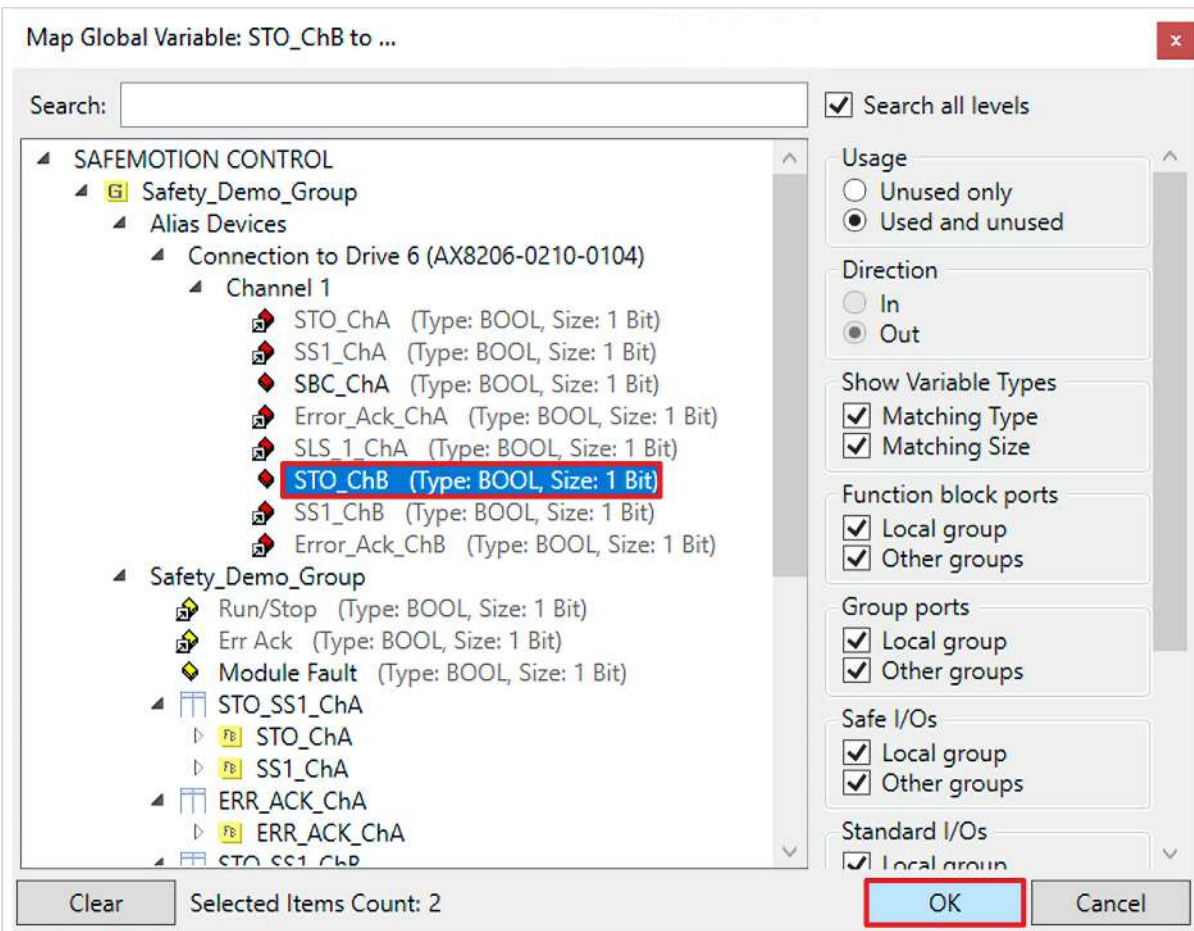 Map Global Variable: STO_ChB to ...
x
Search:
Search all levels
SAFEMOTION CONTROL
G Safety_Demo_Group
Alias Devices
Connection to Drive 6 (AX8206-0210-0104)
Channel 1
STO_ChA (Type: BOOL, Size: 1 Bit)
SS1_ChA (Type: BOOL, Size: 1 Bit)
SBC_ChA (Type: BOOL, Size: 1 Bit)
Error_Ack_ChA (Type: BOOL, Size: 1 Bit)
SLS_1_ChA (Type: BOOL, Size: 1 Bit)
STO_ChB (Type: BOOL, Size: 1 Bit)
SS1_ChB (Type: BOOL, Size: 1 Bit)
Error_Ack_ChB (Type: BOOL, Size: 1 Bit)
Safety_Demo_Group
Run/Stop (Type: BOOL, Size: 1 Bit)
Err Ack (Type: BOOL, Size: 1 Bit)
Module Fault (Type: BOOL, Size: 1 Bit)
STO_SS1_ChA
FB STO_ChA
FB SS1_ChA
ERR_ACK_ChA
FB ERR_ACK_ChA
STO_SS1_ChB
Usage
Unused only
Used and unused
Direction
In
Out
Show Variable Types
Matching Type
Matching Size
Function block ports
Local group
Other groups
Group ports
Local group
Other groups
Safe I/Os
Local group
Other groups
Standard I/Os
Local group
Clear
Selected Items Count: 2
OK
Cancel